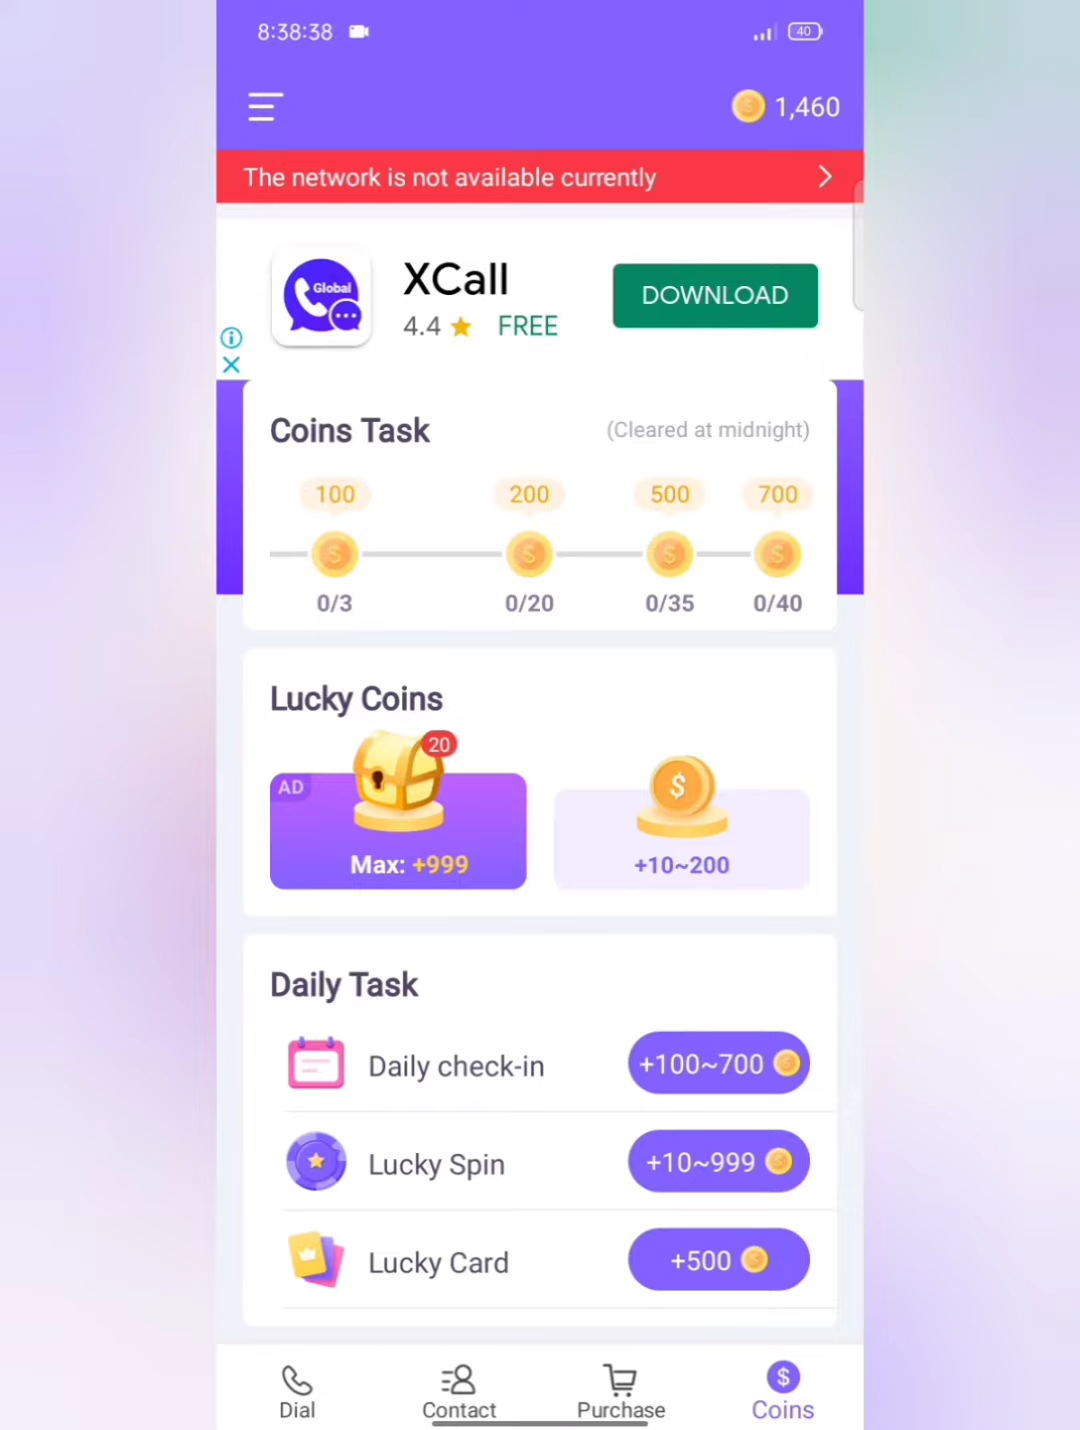 8:38:38
40
1,460
The network is not available currently
Global
XCall
DOWNLOAD
4.4 FREE
Coins Task (Cleared at midnight)
100 200 500 700
0/3 0/20 0/35 0/40
Lucky Coins
20
AD
Max: +999 +10~200
Daily Task
Daily check-in +100~700
Lucky Spin +10~999
Lucky Card +500
Dial Contact Purchase Coins